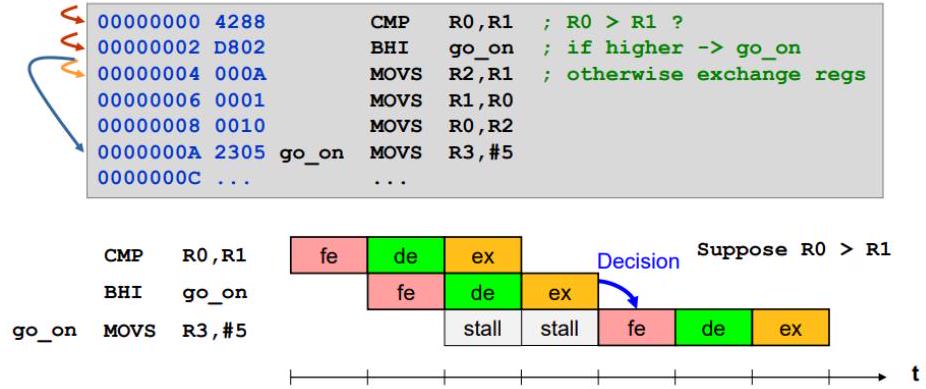 00000000 4288 CMP R0,R1 ; R0 > R1 ?
00000002 D802 BHI go_on ; if higher -> go_on
00000004 000A MOVS R2,R1 ; otherwise exchange regs
00000006 0001 MOVS R1,R0
00000008 0010 MOVS R0,R2
0000000A 2305 go_on MOVS R3,#5
0000000C ... ...
CMP R0,R1 fe de ex Decision Suppose R0 > R1
BHI go_on fe de ex
go_on MOVS R3,#5 stall stall fe de ex
t